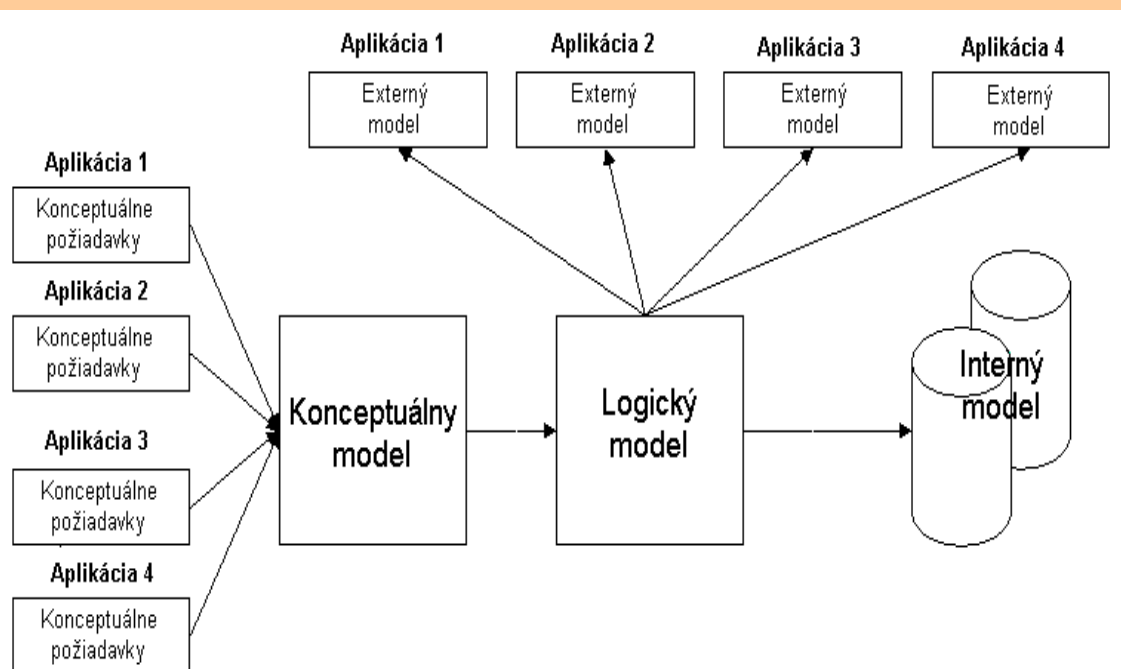 Aplikácia 1
Aplikácia 2
Aplikácia 3
Aplikácia 4
Externý
model
Externý
model
Externý
model
Externý
model
Aplikácia 1
Konceptuálne
požiadavky
Aplikácia 2
Konceptuálne
požiadavky
Aplikácia 3
Konceptuálne
požiadavky
Aplikácia 4
Konceptuálne
požiadavky
Konceptuálny
model
Logický
model
Interný
model